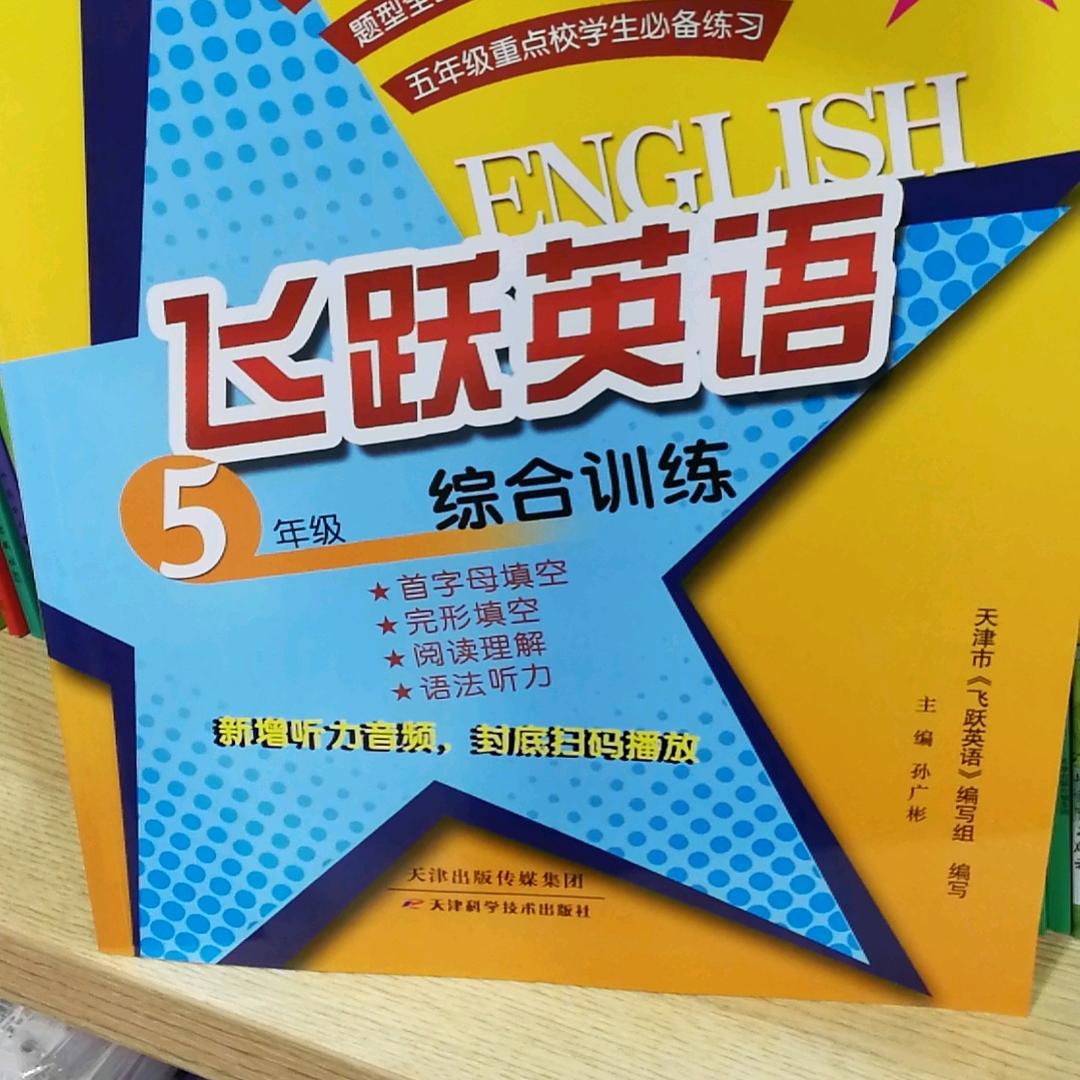 题型全
五年级重点校学生必备练习
ENGLISH
飞跃英语
5年级
综合训练
★首字母填空
★完形填空
★阅读理解
★语法听力
新增听力音频，封底扫码播放
天津市《飞跃英语》编写组 编写
主编 孙广彬
天津出版传媒集团
天津科学技术出版社